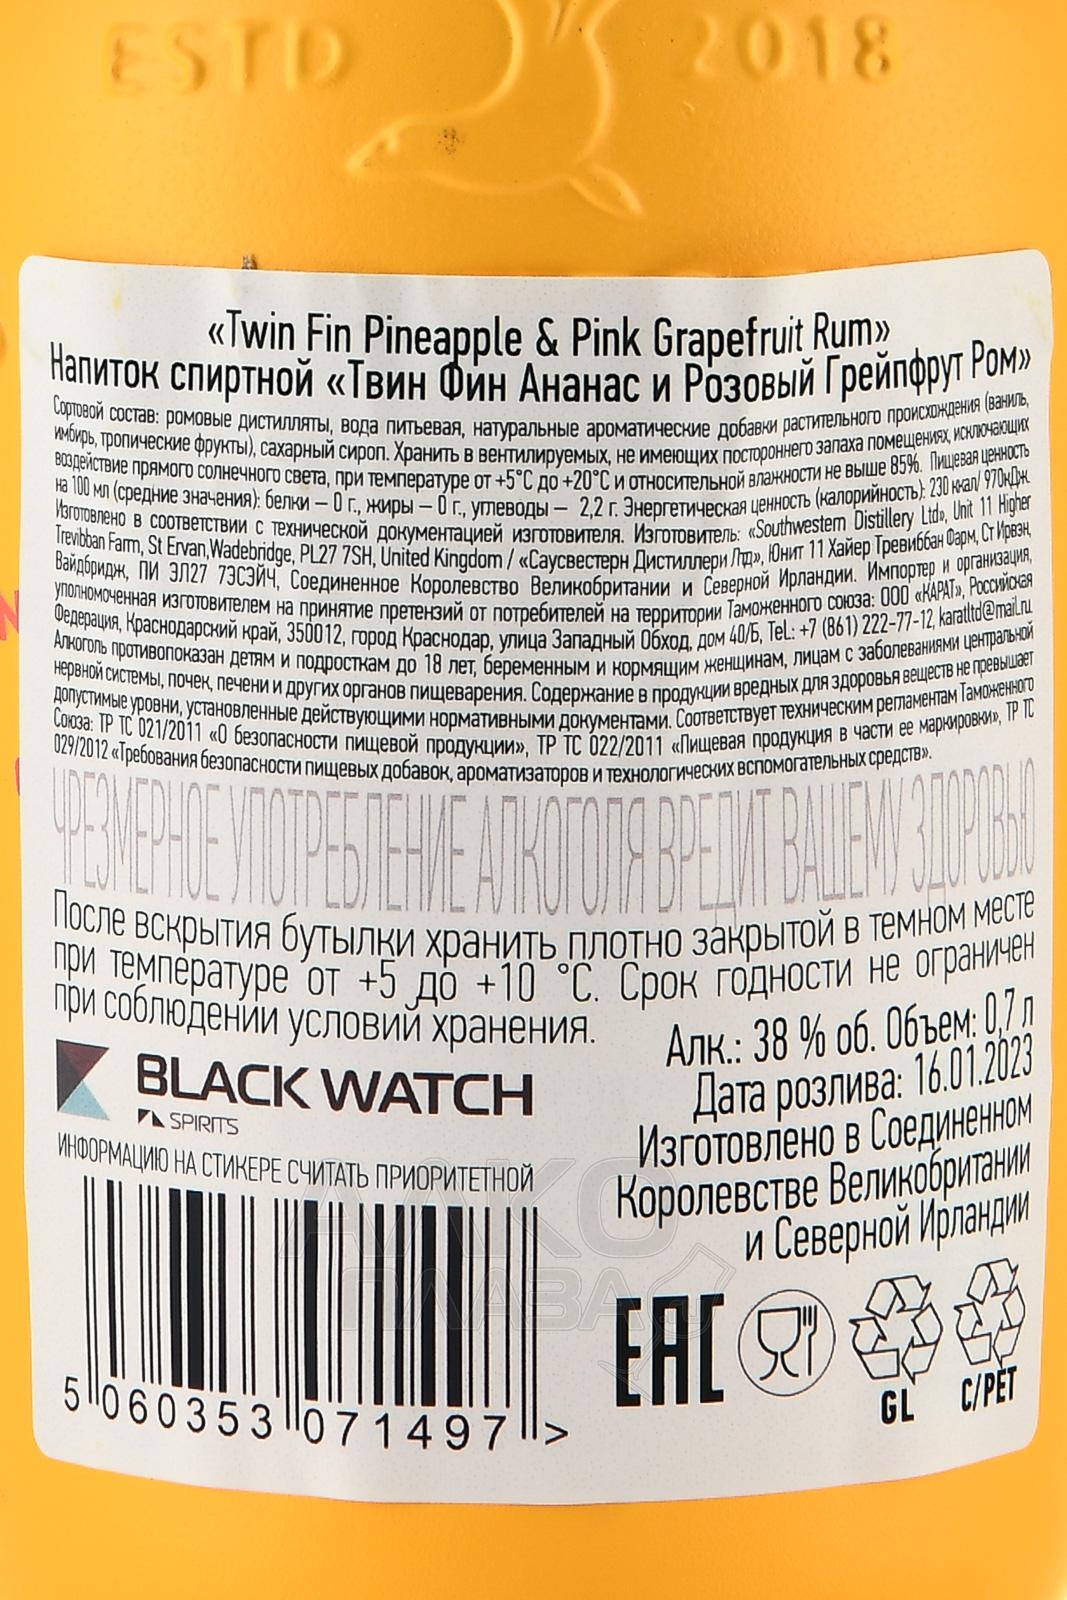 ESTD 2018
«Twin Fin Pineapple & Pink Grapefruit Rum»
Напиток спиртной «Твин Фин Ананас и Розовый Грейпфрут Ром»
Сортовой состав: ромовые дистилляты, вода питьевая, натуральные ароматические добавки растительного происхождения (ваниль,
имбирь, тропические фрукты), сахарный сироп. Хранить в вентилируемых, не имеющих постороннего запаха помещениях, исключающих
воздействие прямого солнечного света, при температуре от +5°С до +20°С и относительной влажности не выше 85%. Пищевая ценность
на 100 мл (средние значения): белки – 0 г., жиры – 0 г., углеводы – 2,2 г. Энергетическая ценность (калорийность): 230 ккал/ 970кДж.
Изготовлено в соответствии с технической документацией изготовителя. Изготовитель: «Southwestern Distillery Ltd», Unit 11 Higher
Trevibban Farm, St Ervan,Wadebridge, PL27 7SH, United Kingdom / «Саусвестерн Дистиллери Лтд», Юнит 11 Хайер Тревиббан Фарм, Ст Ирвэн,
Вайдбридж, ПИ ЭЛ27 7ЭСЭЙЧ, Соединенное Королевство Великобритании и Северной Ирландии. Импортер и организация,
уполномоченная изготовителем на принятие претензий от потребителей на территории Таможенного союза: ООО «КАРАТ», Российская
Федерация, Краснодарский край, 350012, город Краснодар, улица Западный Обход, дом 40/Б, Tel.: +7 (861) 222-77-12, karatltd@mail.ru.
Алкоголь противопоказан детям и подросткам до 18 лет, беременным и кормящим женщинам, лицам с заболеваниями центральной
нервной системы, почек, печени и других органов пищеварения. Содержание в продукции вредных для здоровья веществ не превышает
допустимые уровни, установленные действующими нормативными документами. Соответствует техническим регламентам Таможенного
Союза: ТР ТС 021/2011 «О безопасности пищевой продукции», ТР ТС 022/2011 «Пищевая продукция в части ее маркировки», ТР ТС
029/2012 «Требования безопасности пищевых добавок, ароматизаторов и технологических вспомогательных средств».
ЧРЕЗМЕРНОЕ УПОТРЕБЛЕНИЕ АЛКОГОЛЯ ВРЕДИТ ВАШЕМУ ЗДОРОВЬЮ
После вскрытия бутылки хранить плотно закрытой в темном месте
при температуре от +5 до +10 °С. Срок годности не ограничен
при соблюдении условий хранения.
Алк.: 38 % об. Объем: 0,7 л
Дата розлива: 16.01.2023
Изготовлено в Соединенном
Королевстве Великобритании
и Северной Ирландии
BLACK WATCH
SPIRITS
ИНФОРМАЦИЮ НА СТИКЕРЕ СЧИТАТЬ ПРИОРИТЕТНОЙ
5 060353 071497 >
EAC
GL
C/PET
АЛКО
ПЛАЗА